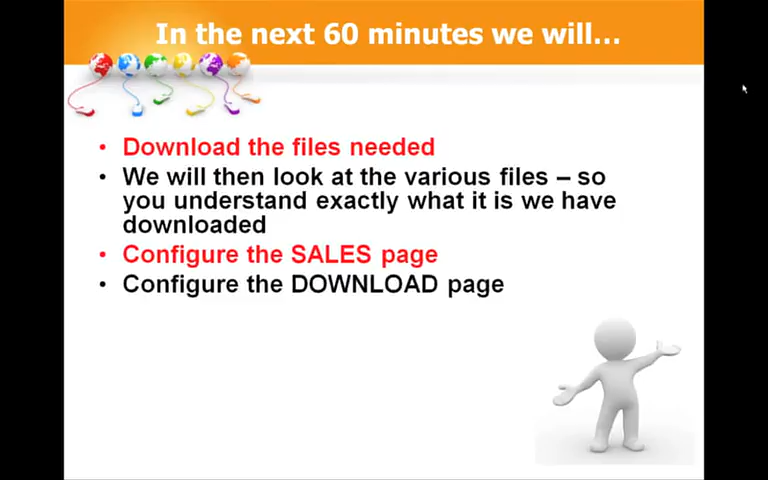 In the next 60 minutes we will...
• Download the files needed
• We will then look at the various files – so
you understand exactly what it is we have
downloaded
• Configure the SALES page
• Configure the DOWNLOAD page